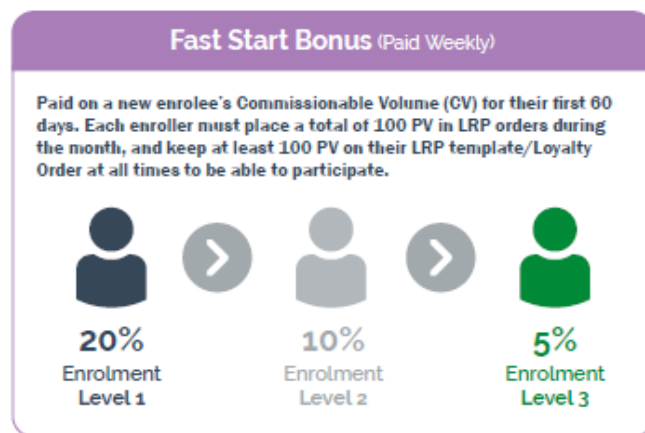 Fast Start Bonus (Paid Weekly)
Paid on a new enrolee's Commissionable Volume (CV) for their first 60
days. Each enroller must place a total of 100 PV in LRP orders during
the month, and keep at least 100 PV on their LRP template/Loyalty
Order at all times to be able to participate.
20% 10% 5%
Enrolment Enrolment Enrolment
Level 1 Level 2 Level 3